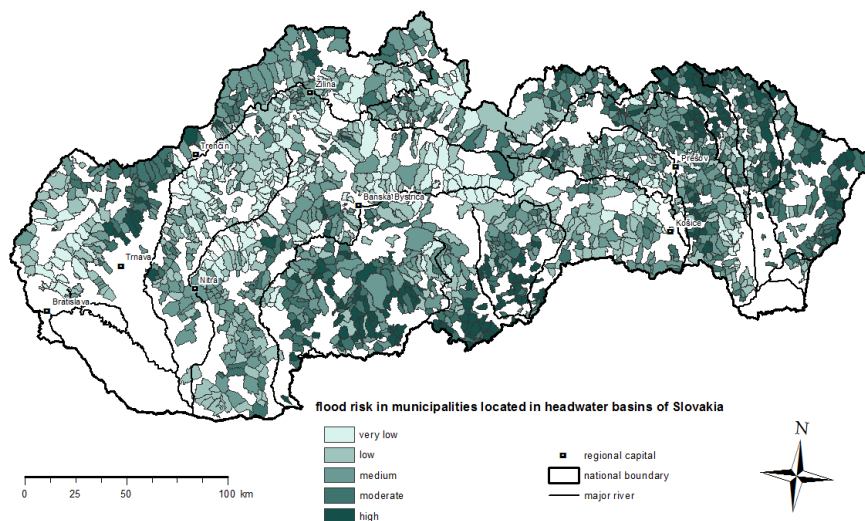 Žilina
Trenčín
Prešov
Banská Bystrica
Košice
Trnava
Nitra
Bratislava
flood risk in municipalities located in headwater basins of Slovakia
very low
low
medium
moderate
high
regional capital
national boundary
major river
N
0 25 50 100 km